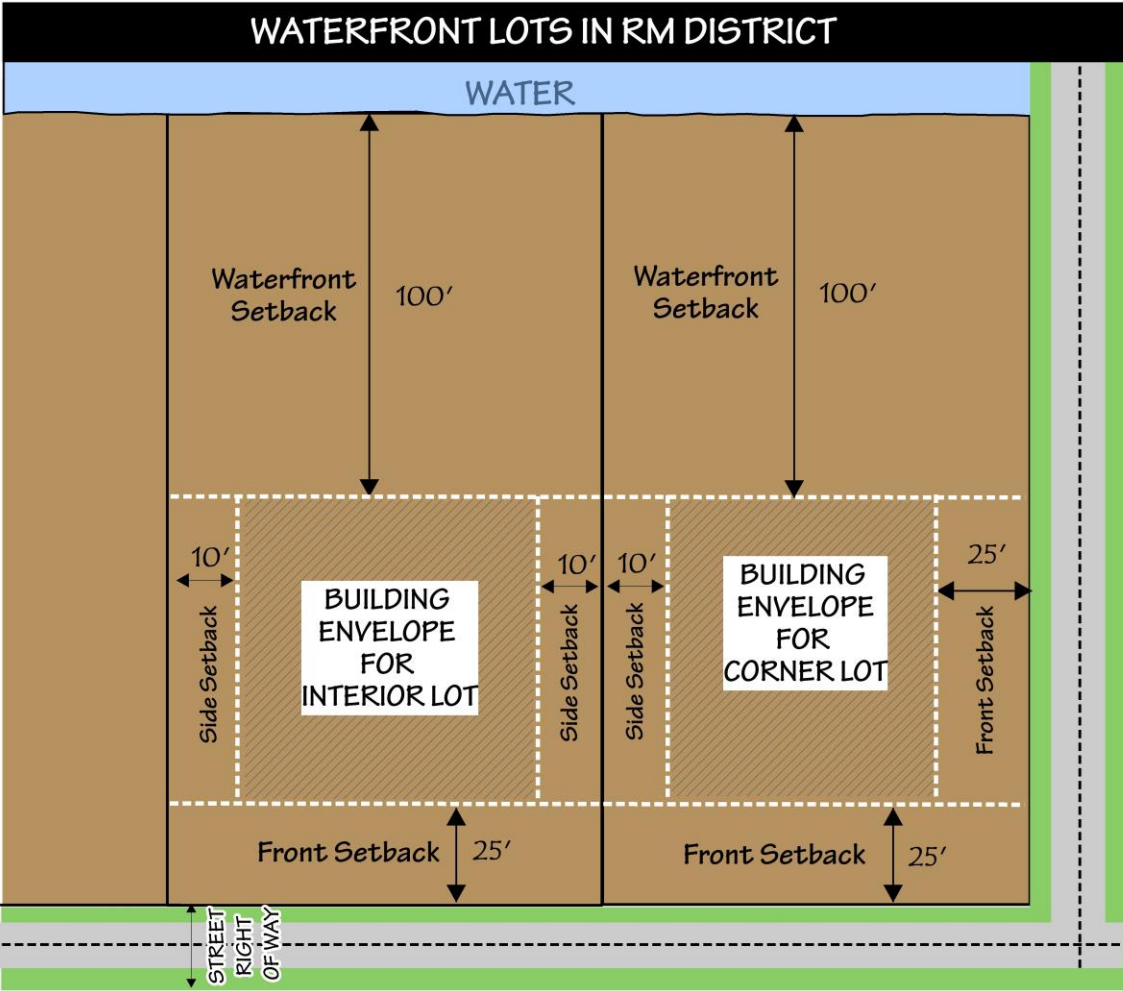 WATERFRONT LOTS IN RM DISTRICT
WATER
Waterfront
Setback
100'
Waterfront
Setback
100'
10'
Side Setback
BUILDING
ENVELOPE
FOR
INTERIOR LOT
10'
Side Setback
10'
Side Setback
BUILDING
ENVELOPE
FOR
CORNER LOT
25'
Front Setback
Front Setback
25'
Front Setback
25'
STREET
RIGHT
OF WAY